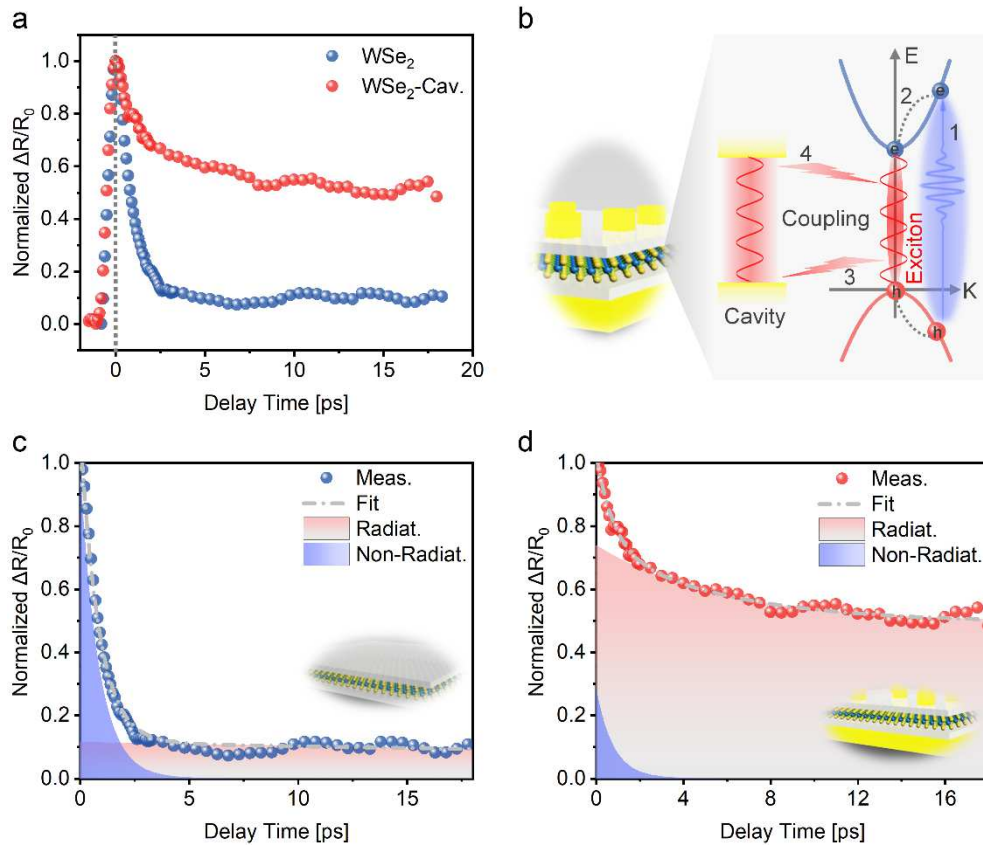 a
1.0
0.8
0.6
0.4
0.2
0.0
Normalized ΔR/R₀
WSe₂
WSe₂-Cav.
0 5 10 15 20
Delay Time [ps]
b
E
2
e
1
e
4
Coupling
Exciton
3
Cavity
h
K
h
c
1.0
0.8
0.6
0.4
0.2
0.0
Normalized ΔR/R₀
Meas.
Fit
Radiat.
Non-Radiat.
0 5 10 15
Delay Time [ps]
d
1.0
0.8
0.6
0.4
0.2
0.0
Normalized ΔR/R₀
Meas.
Fit
Radiat.
Non-Radiat.
0 4 8 12 16
Delay Time [ps]